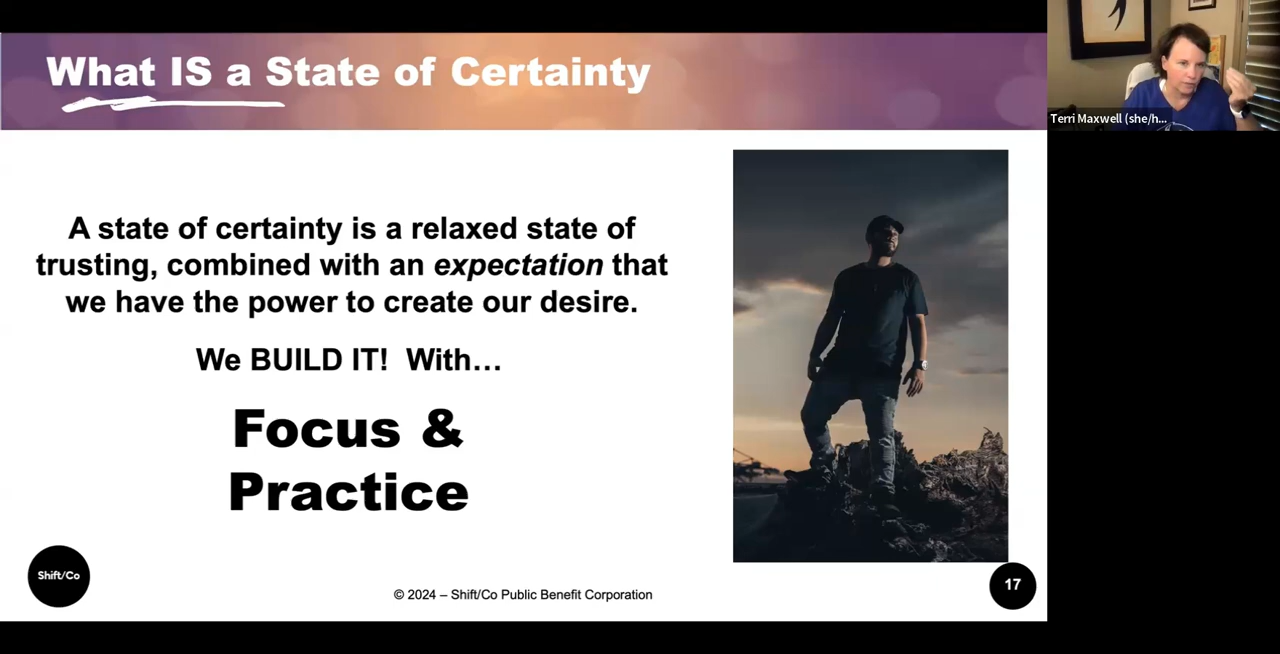 What IS a State of Certainty
Terri Maxwell (she/h...
A state of certainty is a relaxed state of
trusting, combined with an expectation that
we have the power to create our desire.
We BUILD IT!  With...
Focus &
Practice
Shift/Co
© 2024 – Shift/Co Public Benefit Corporation
17